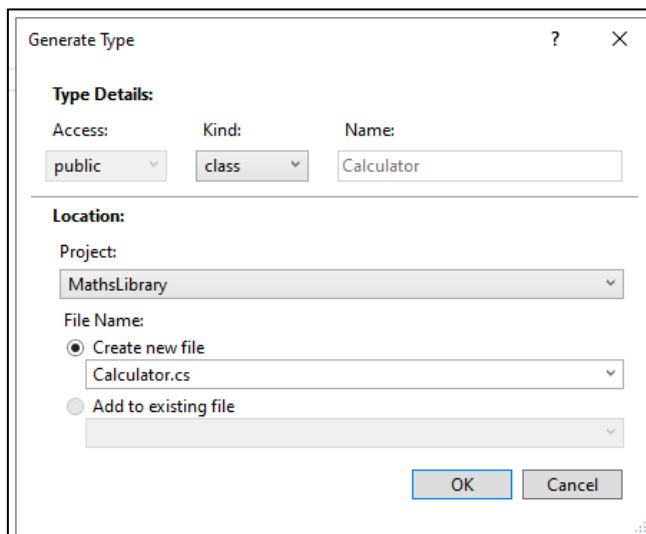 Generate Type ?
Type Details:
Access: Kind: Name:
public class Calculator
Location:
Project:
MathsLibrary
File Name:
Create new file
Calculator.cs
Add to existing file
OK Cancel